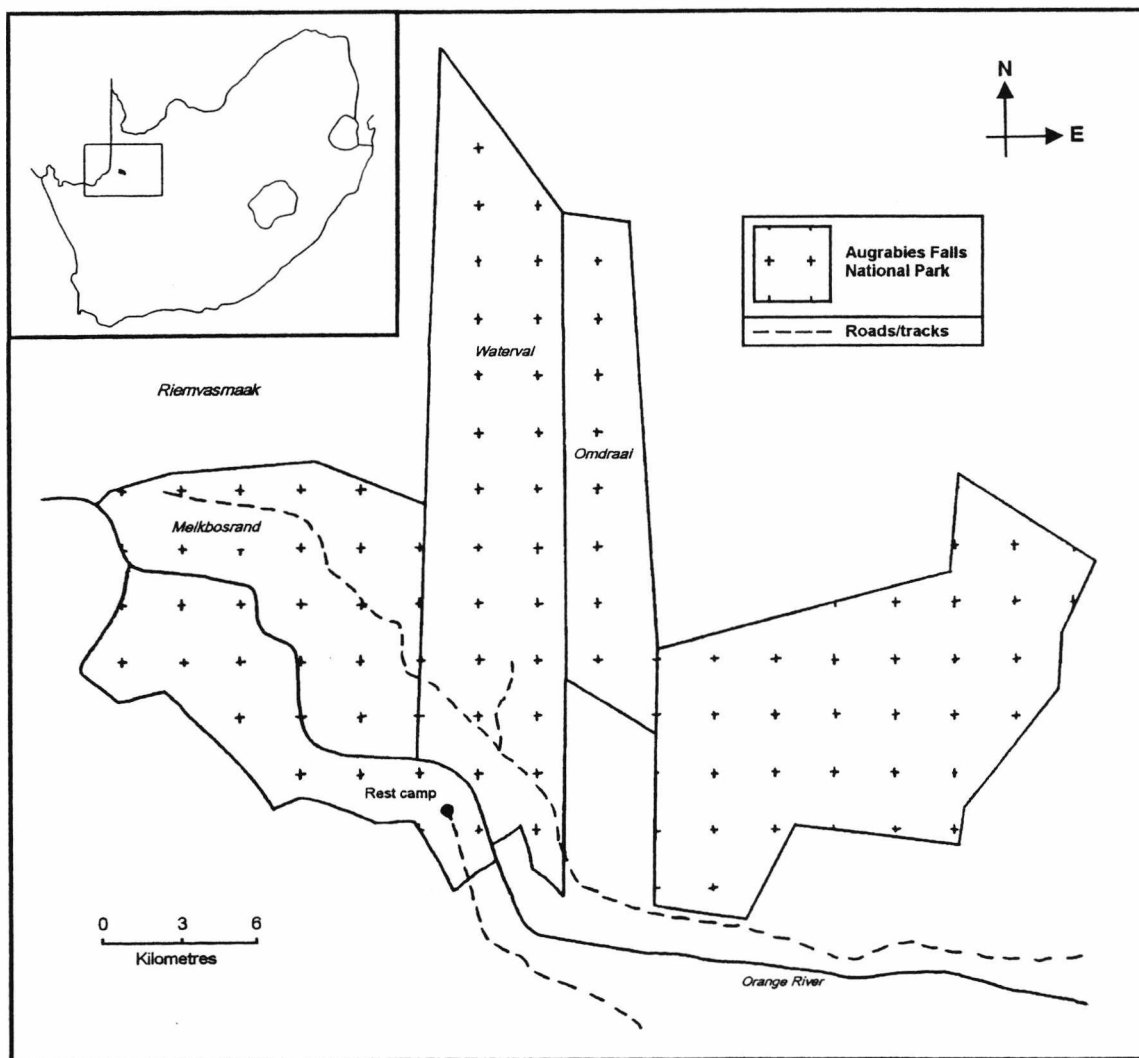 N
E
Augrabies Falls
National Park
Roads/tracks
Waterval
Riemvasmaak
Omdraai
Melkbosrand
Rest camp
0 3 6
Kilometres
Orange River